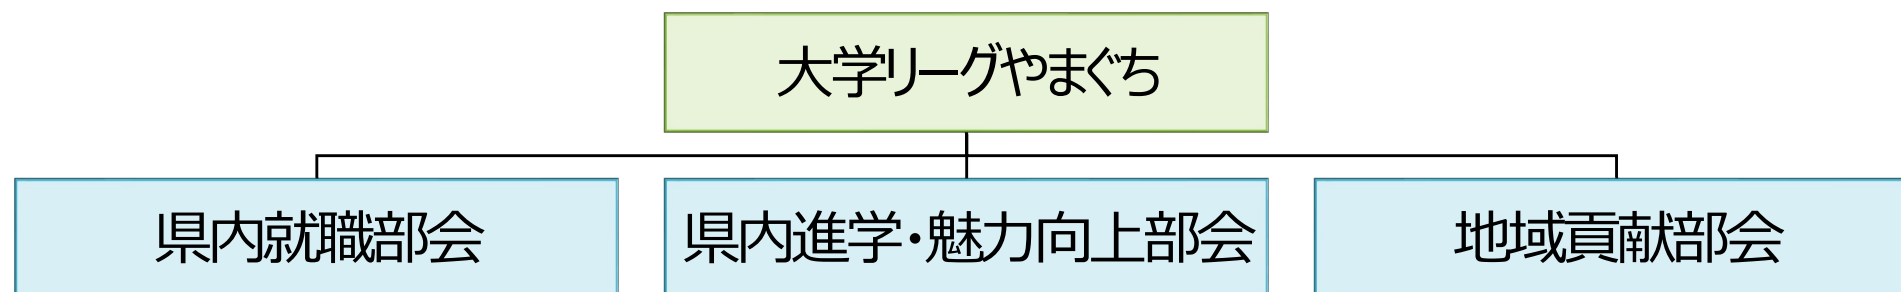 大学リーグやまぐち
県内就職部会
県内進学・魅力向上部会
地域貢献部会